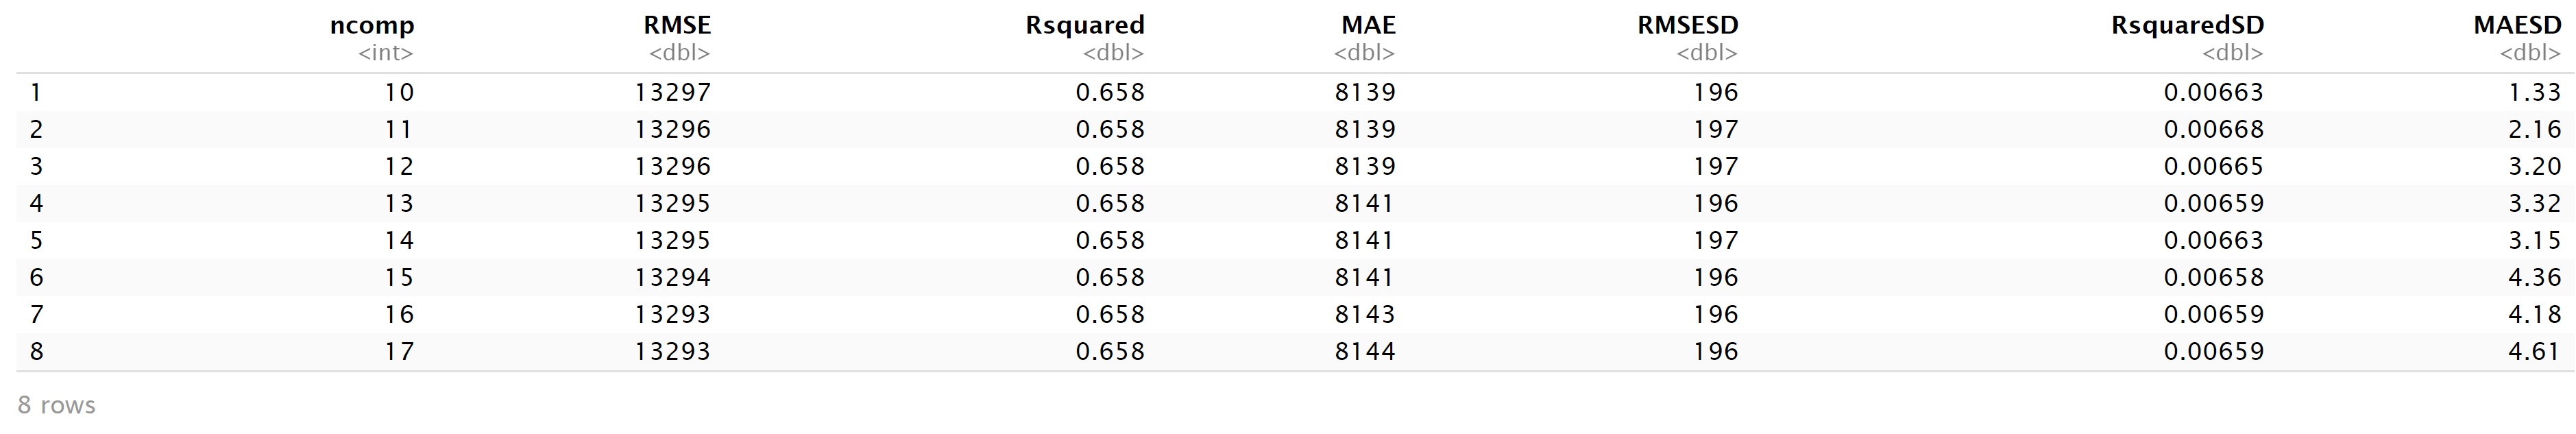 ncomp RMSE Rsquared MAE RMSESD RsquaredSD MAESD
<int> <dbl> <dbl> <dbl> <dbl> <dbl> <dbl>
1 10 13297 0.658 8139 196 0.00663 1.33
2 11 13296 0.658 8139 197 0.00668 2.16
3 12 13296 0.658 8139 197 0.00665 3.20
4 13 13295 0.658 8141 196 0.00659 3.32
5 14 13295 0.658 8141 197 0.00663 3.15
6 15 13294 0.658 8141 196 0.00658 4.36
7 16 13293 0.658 8143 196 0.00659 4.18
8 17 13293 0.658 8144 196 0.00659 4.61
8 rows